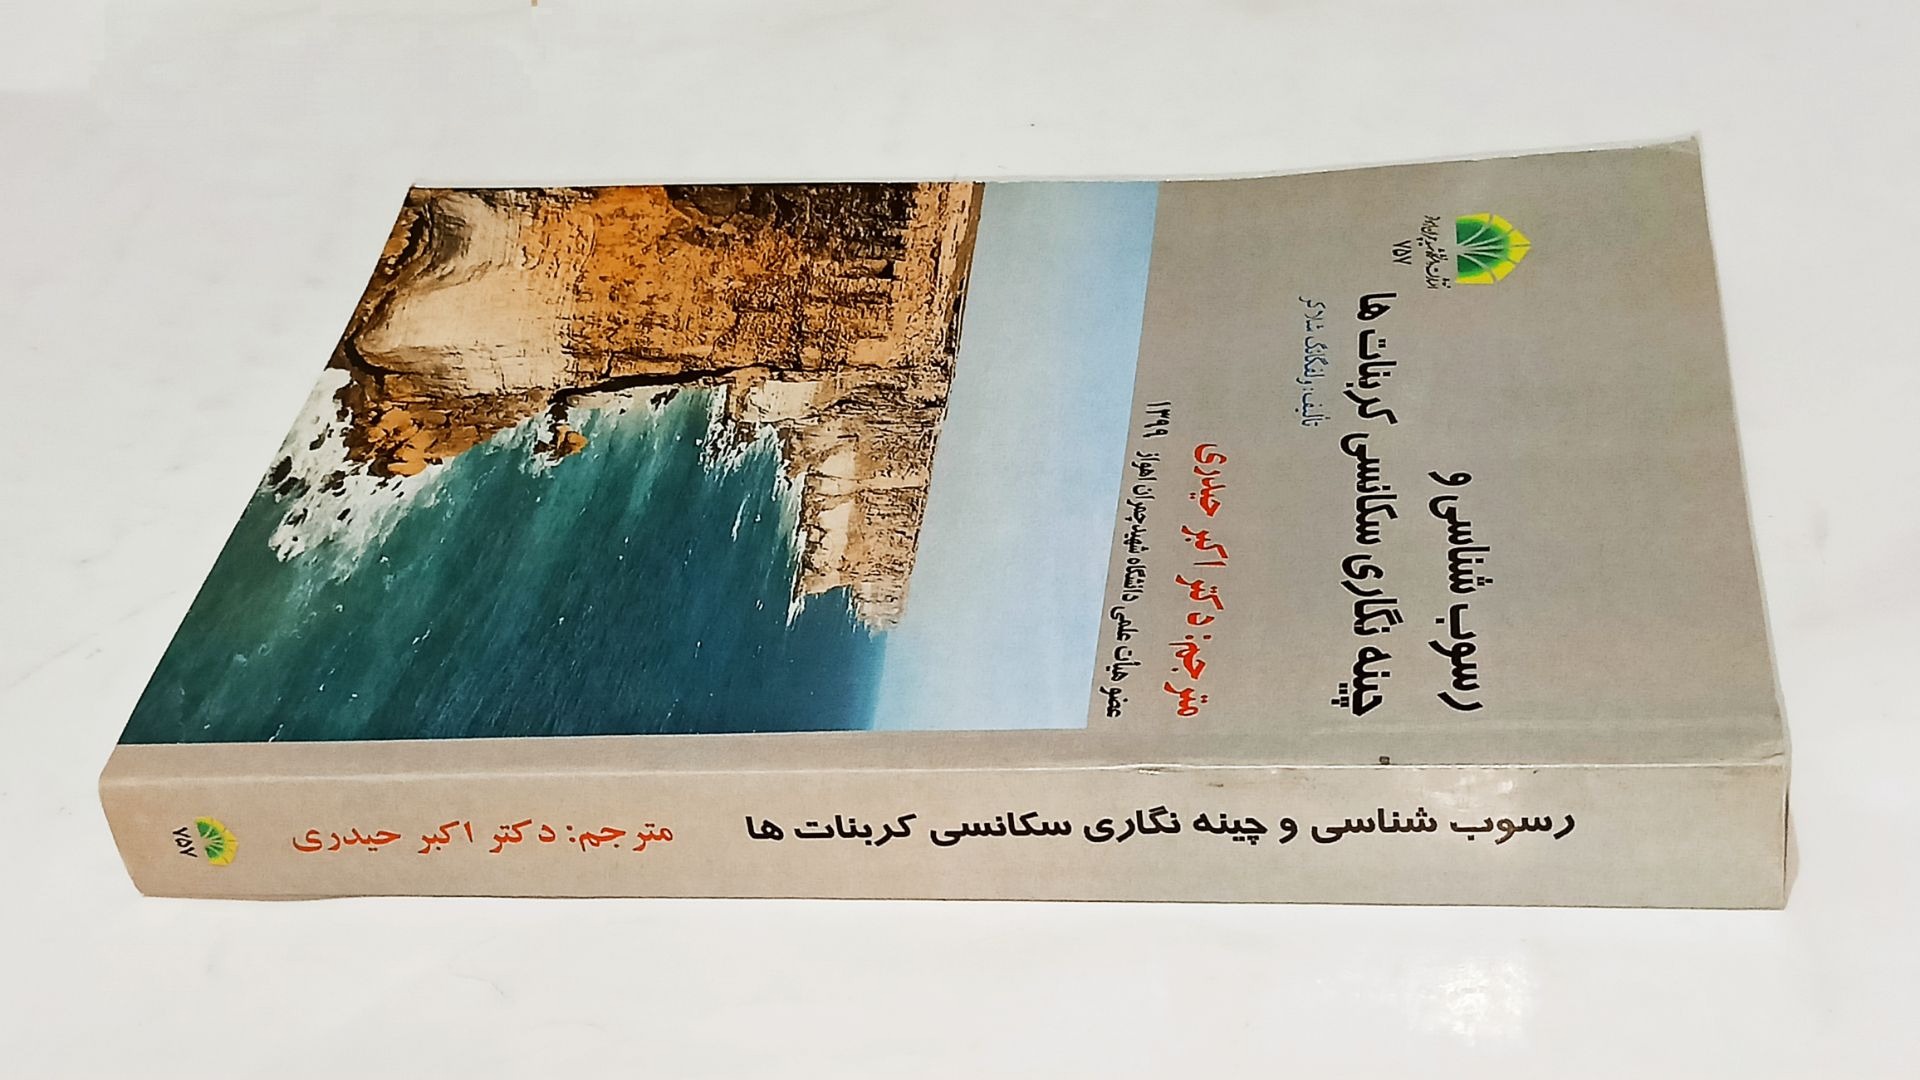 رسوب شناسی و
چینه نگاری سکانسی کربنات ها
تالیف: ولفگانگ شلاگر
مترجم: دکتر اکبر حیدری
عضو هیات علمی دانشگاه شهید چمران اهواز
۱۳۹۹
۷۵۷
رسوب شناسی و چینه نگاری سکانسی کربنات ها
مترجم: دکتر اکبر حیدری
۷۵۷